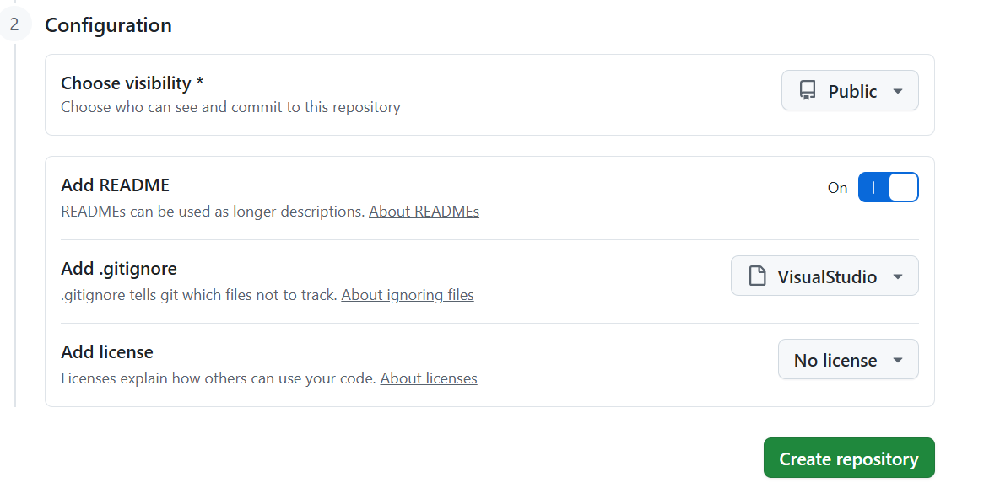 2
Configuration
Choose visibility *
Choose who can see and commit to this repository
Public
Add README
READMEs can be used as longer descriptions. About READMEs
On
Add .gitignore
.gitignore tells git which files not to track. About ignoring files
VisualStudio
Add license
Licenses explain how others can use your code. About licenses
No license
Create repository